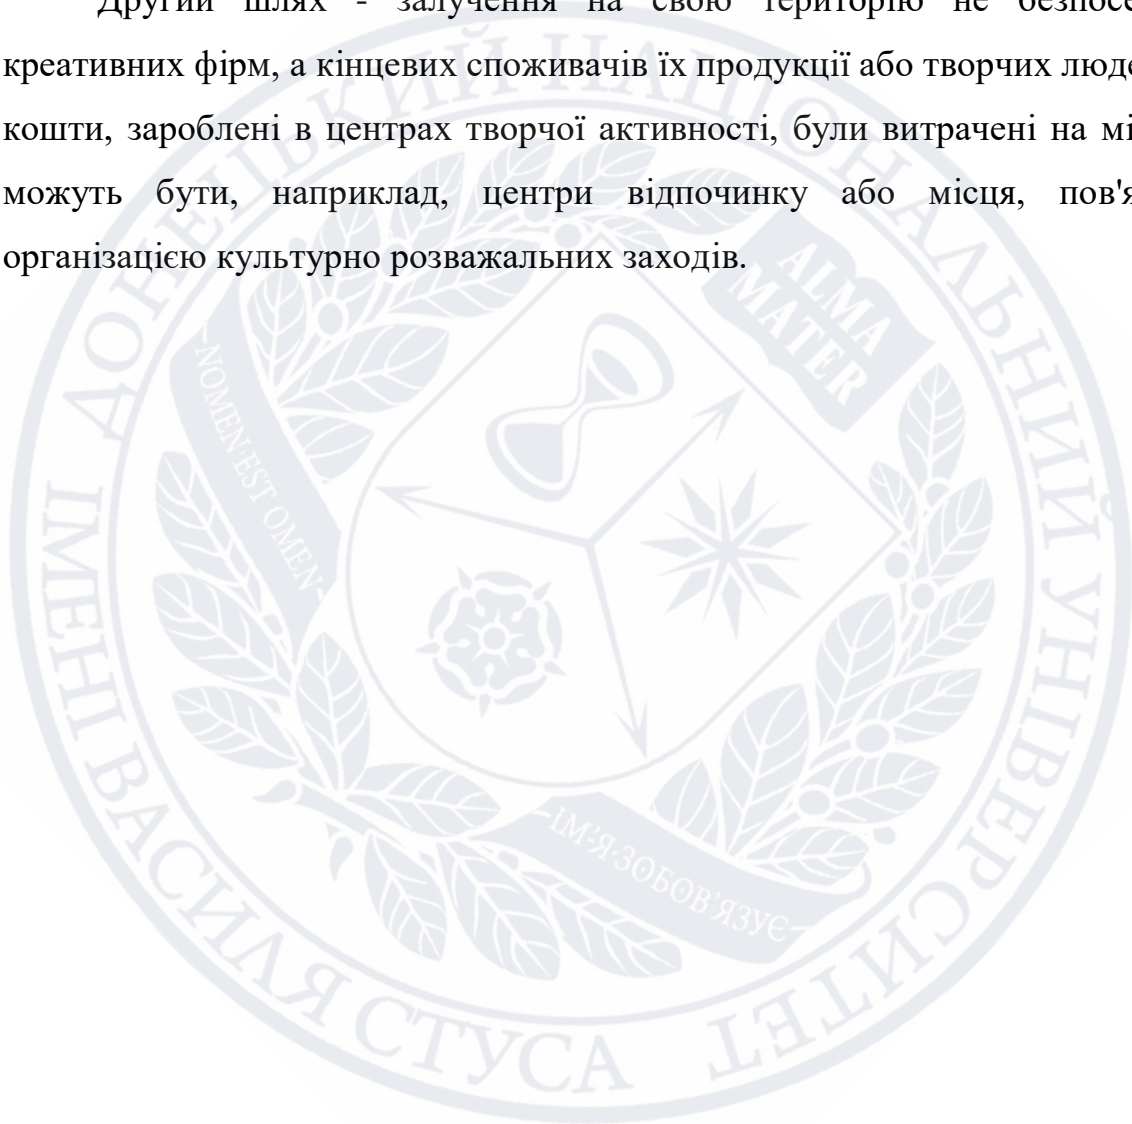 Другий шлях - залучення на свою територію не безпосе
креативних фірм, а кінцевих споживачів їх продукції або творчих люде
кошти, зароблені в центрах творчої активності, були витрачені на мі
можуть бути, наприклад, центри відпочинку або місця, пов'я
організацією культурно розважальних заходів.
ДОНЕЦЬКИЙ НАЦІОНАЛЬНИЙ УНІВЕРСИТЕТ
ІМЕНІ ВАСИЛЯ СТУСА
ALMA
MATER
NOMEN·EST OMEN
ІМ'Я·ЗОБОВ'ЯЗУЄ